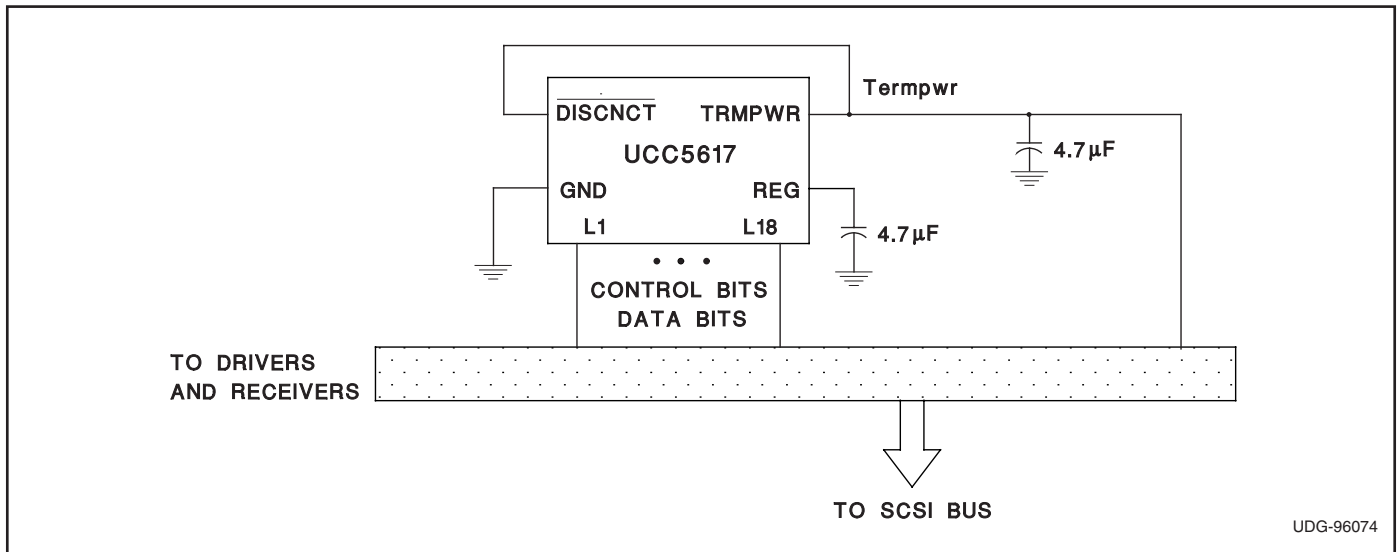 Termpwr
DISCNCT TRMPWR
UCC5617
4.7µF
GND REG
L1 L18
4.7µF
• • •
CONTROL BITS
DATA BITS
TO DRIVERS
AND RECEIVERS
TO SCSI BUS
UDG-96074